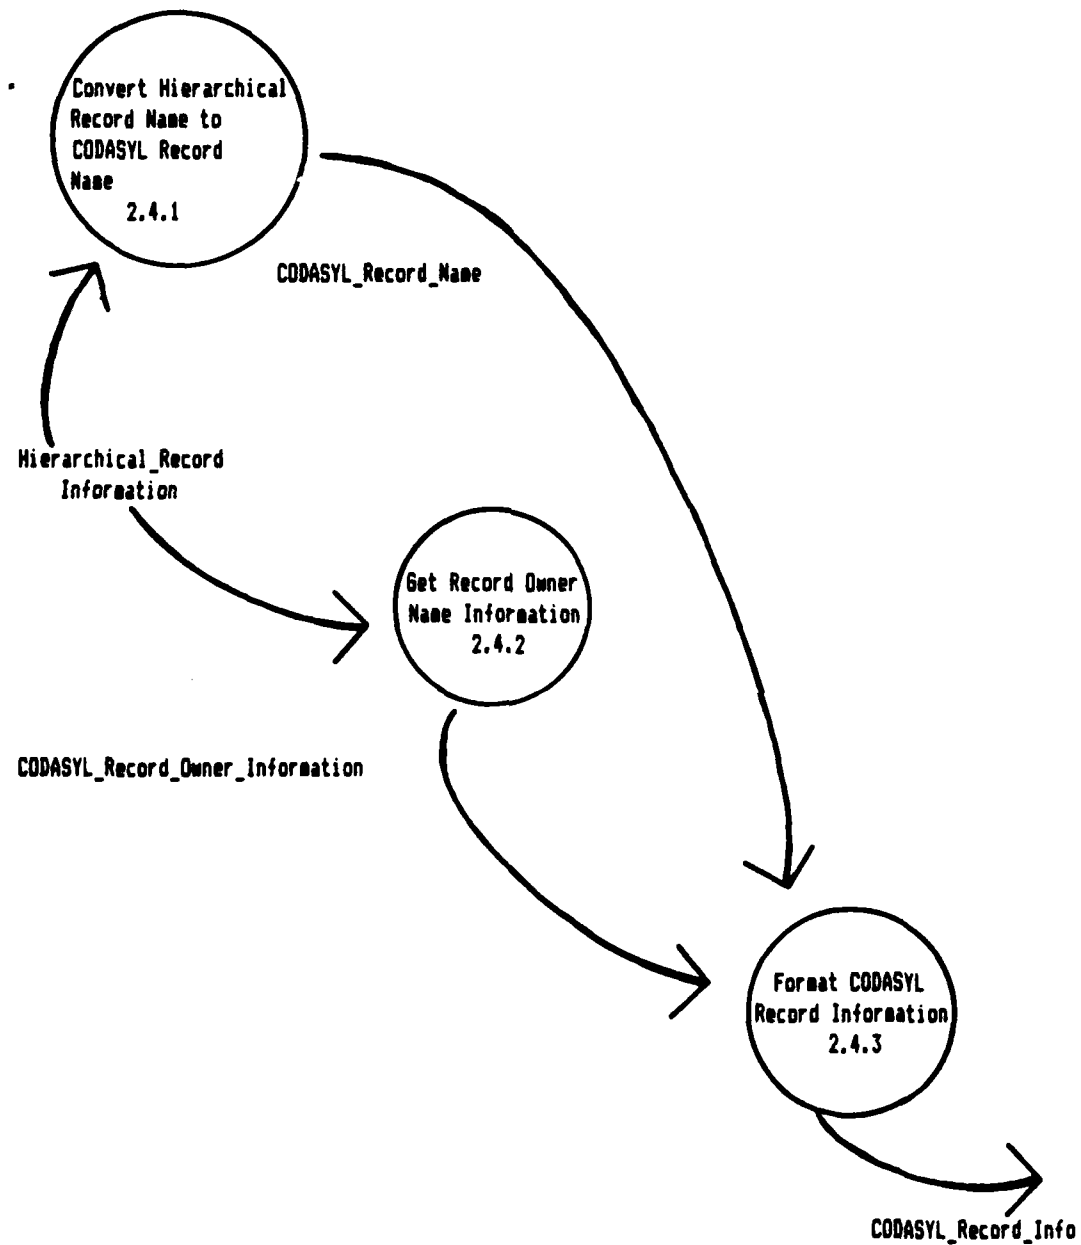 Convert Hierarchical
Record Name to
CODASYL Record
Name
2.4.1
CODASYL_Record_Name
Hierarchical_Record
Information
Get Record Owner
Name Information
2.4.2
CODASYL_Record_Owner_Information
Format CODASYL
Record Information
2.4.3
CODASYL_Record_Info